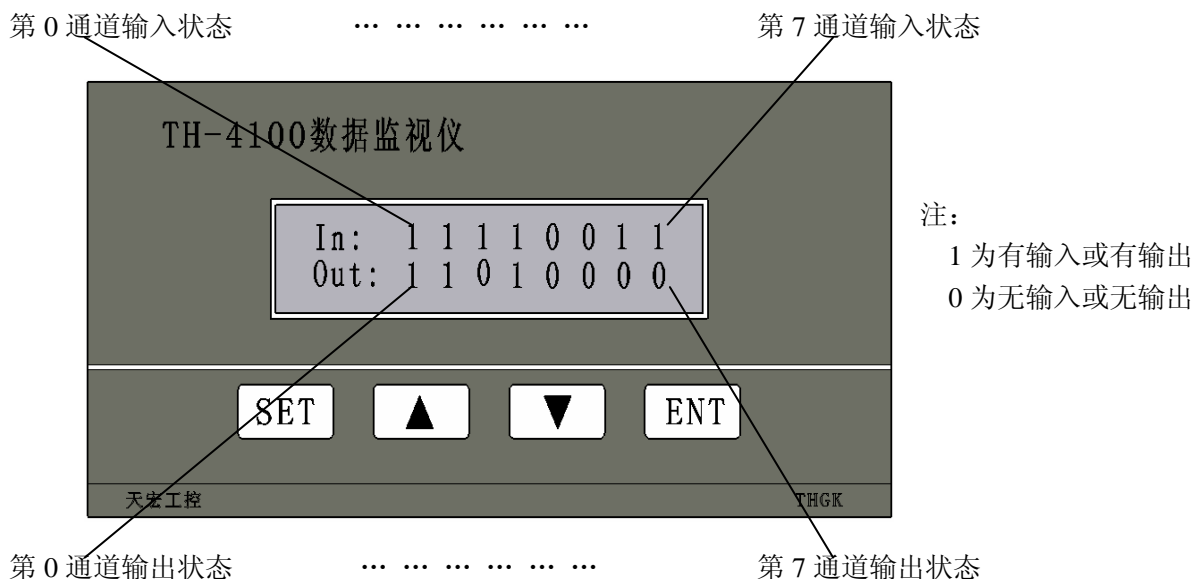 第 0 通道输入状态 … … … … … … 第 7 通道输入状态
TH-4100数据监视仪
In: 1 1 1 1 0 0 1 1
Out: 1 1 0 1 0 0 0 0
注:
1 为有输入或有输出
0 为无输入或无输出
SET ▲ ▼ ENT
天宏工控 THGK
第 0 通道输出状态 … … … … … … 第 7 通道输出状态